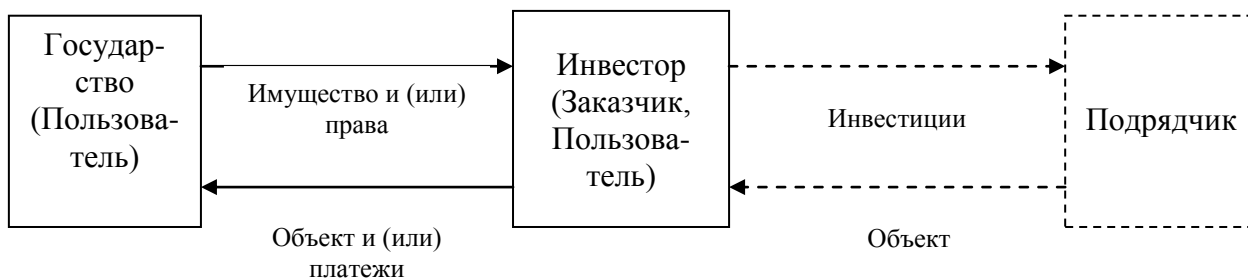 Государ-
ство
(Пользова-
тель)
Имущество и (или)
права
Объект и (или)
платежи
Инвестор
(Заказчик,
Пользова-
тель)
Инвестиции
Объект
Подрядчик